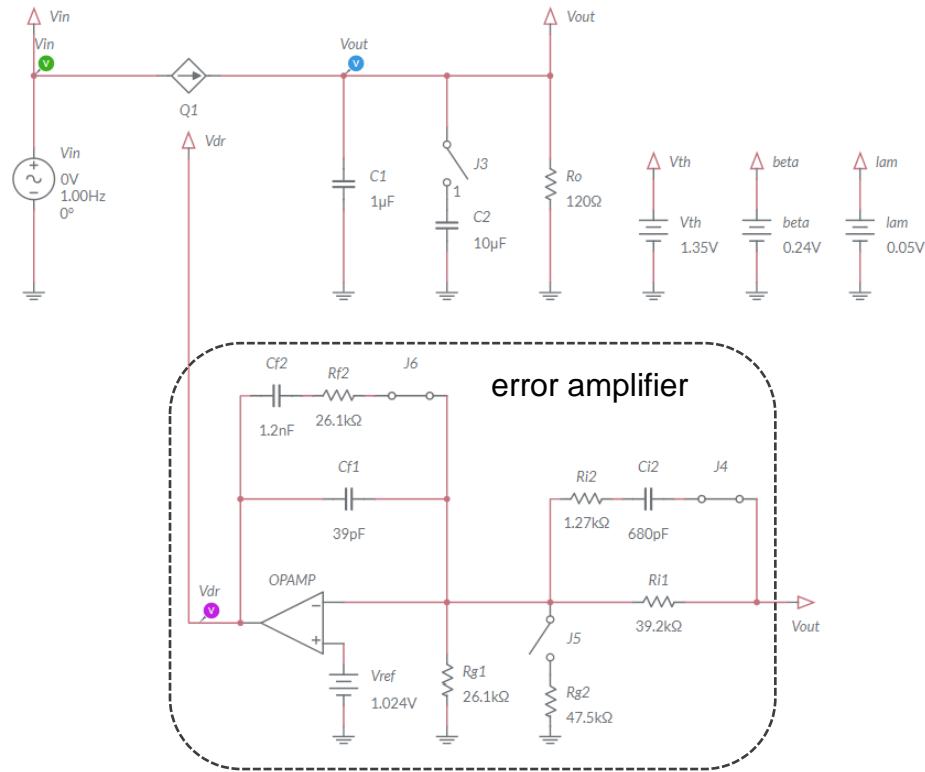 Vin
Vout
Vin
V
Vout
V
Q1
Vdr
Vin
0V
1.00Hz
0°
C1
1µF
J3
1
C2
10µF
Ro
120Ω
Vth
Vth
1.35V
beta
beta
0.24V
lam
lam
0.05V
error amplifier
Cf2
1.2nF
Rf2
26.1kΩ
J6
Cf1
39pF
Ri2
1.27kΩ
Ci2
680pF
J4
OPAMP
Vdr
V
Ri1
39.2kΩ
Vout
J5
Vref
1.024V
Rg1
26.1kΩ
Rg2
47.5kΩ